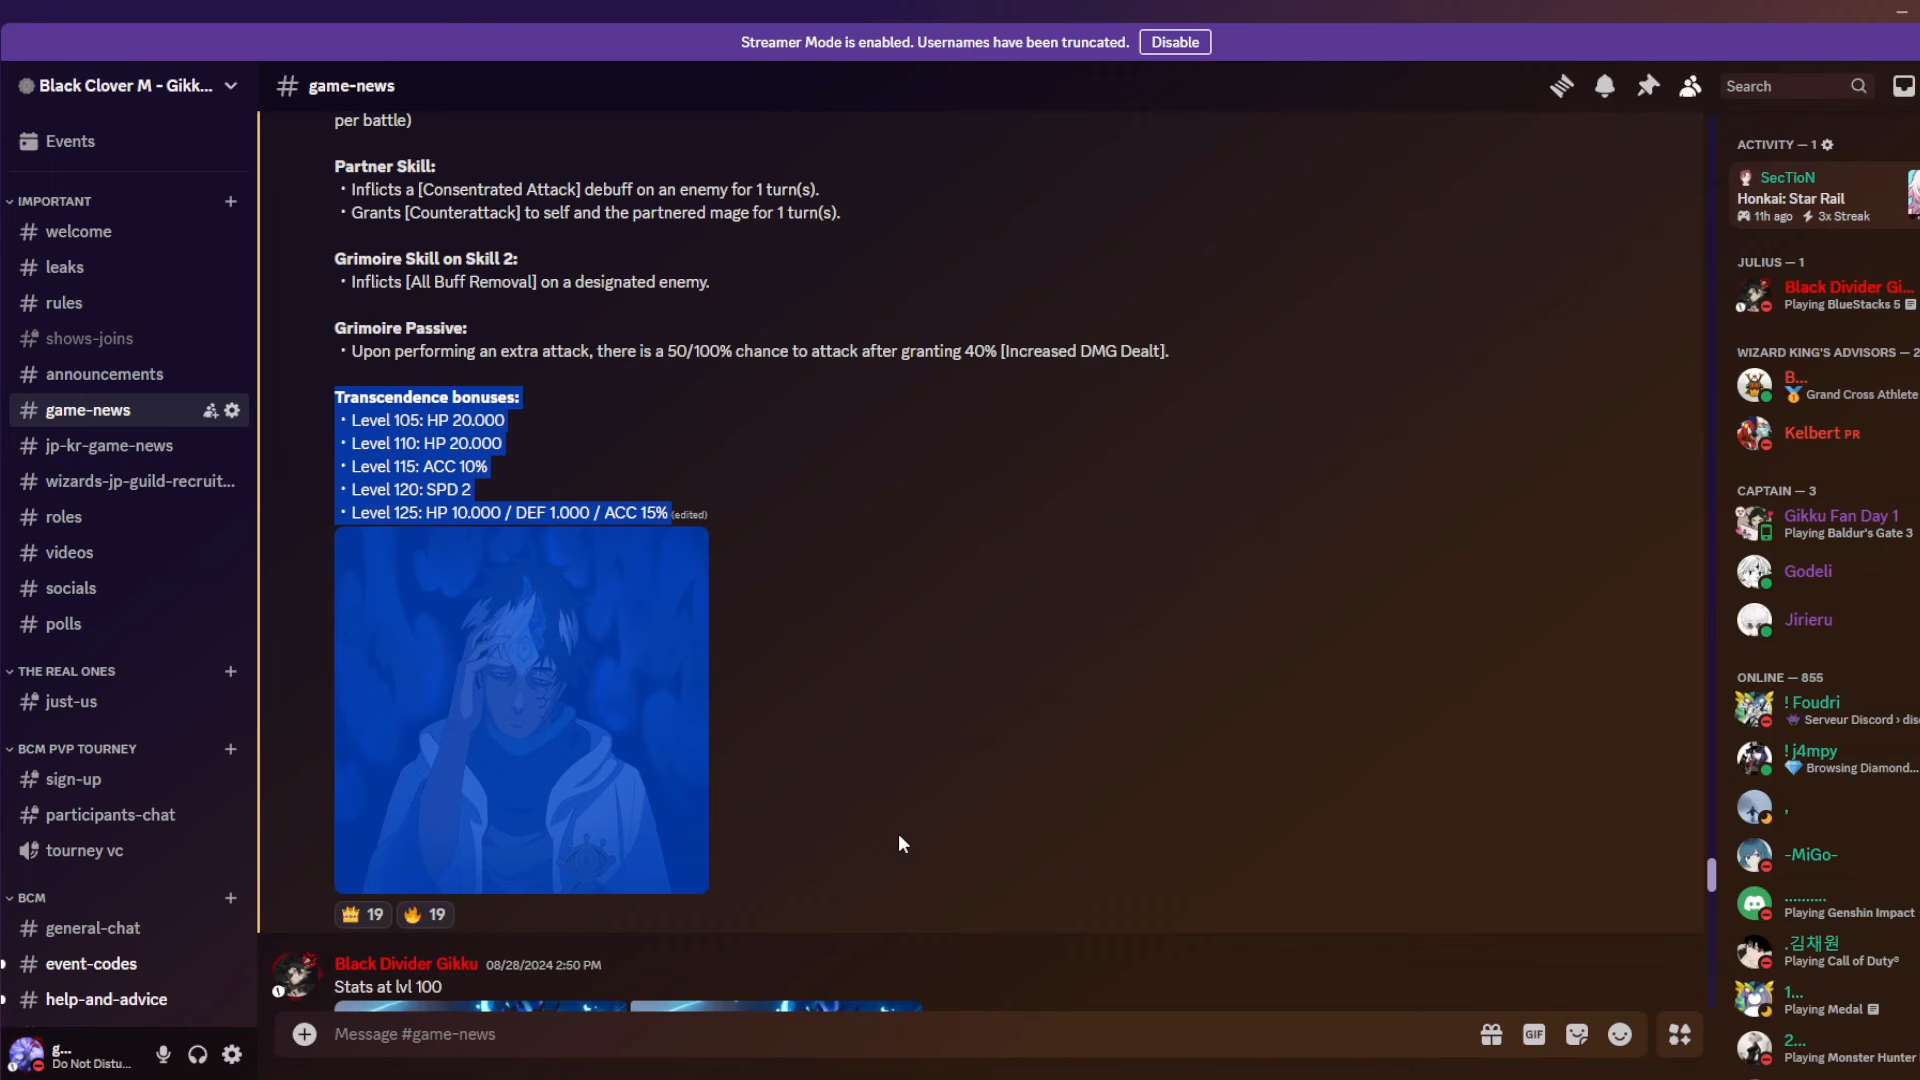 Streamer Mode is enabled. Usernames have been truncated. Disable
Black Clover M - Gikk...
Events
IMPORTANT
welcome
leaks
rules
shows-joins
announcements
game-news
jp-kr-game-news
wizards-jp-guild-recruit...
roles
videos
socials
polls
THE REAL ONES
just-us
BCM PVP TOURNEY
sign-up
participants-chat
tourney vc
BCM
general-chat
event-codes
help-and-advice
g...
Do Not Distu...
# game-news
Search
per battle)
Partner Skill:
• Inflicts a [Consentrated Attack] debuff on an enemy for 1 turn(s).
• Grants [Counterattack] to self and the partnered mage for 1 turn(s).
Grimoire Skill on Skill 2:
• Inflicts [All Buff Removal] on a designated enemy.
Grimoire Passive:
• Upon performing an extra attack, there is a 50/100% chance to attack after granting 40% [Increased DMG Dealt].
Transcendence bonuses:
• Level 105: HP 20.000
• Level 110: HP 20.000
• Level 115: ACC 10%
• Level 120: SPD 2
• Level 125: HP 10.000 / DEF 1.000 / ACC 15% (edited)
👑 19 🔥 19
Black Divider Gikku 08/28/2024 2:50 PM
Stats at lvl 100
Message #game-news
GIF
ACTIVITY — 1
SecTioN
Honkai: Star Rail
11h ago 3x Streak
JULIUS — 1
Black Divider Gi...
Playing BlueStacks 5
WIZARD KING'S ADVISORS — 2
B...
🏅 Grand Cross Athlete
Kelbert PR
CAPTAIN — 3
Gikku Fan Day 1
Playing Baldur's Gate 3
Godeli
Jirieru
ONLINE — 855
! Foudri
Serveur Discord › dis
! j4mpy
💎 Browsing Diamond...
,
-MiGo-
..........
Playing Genshin Impact
.김채원
Playing Call of Duty®
1...
Playing Medal
2...
Playing Monster Hunter